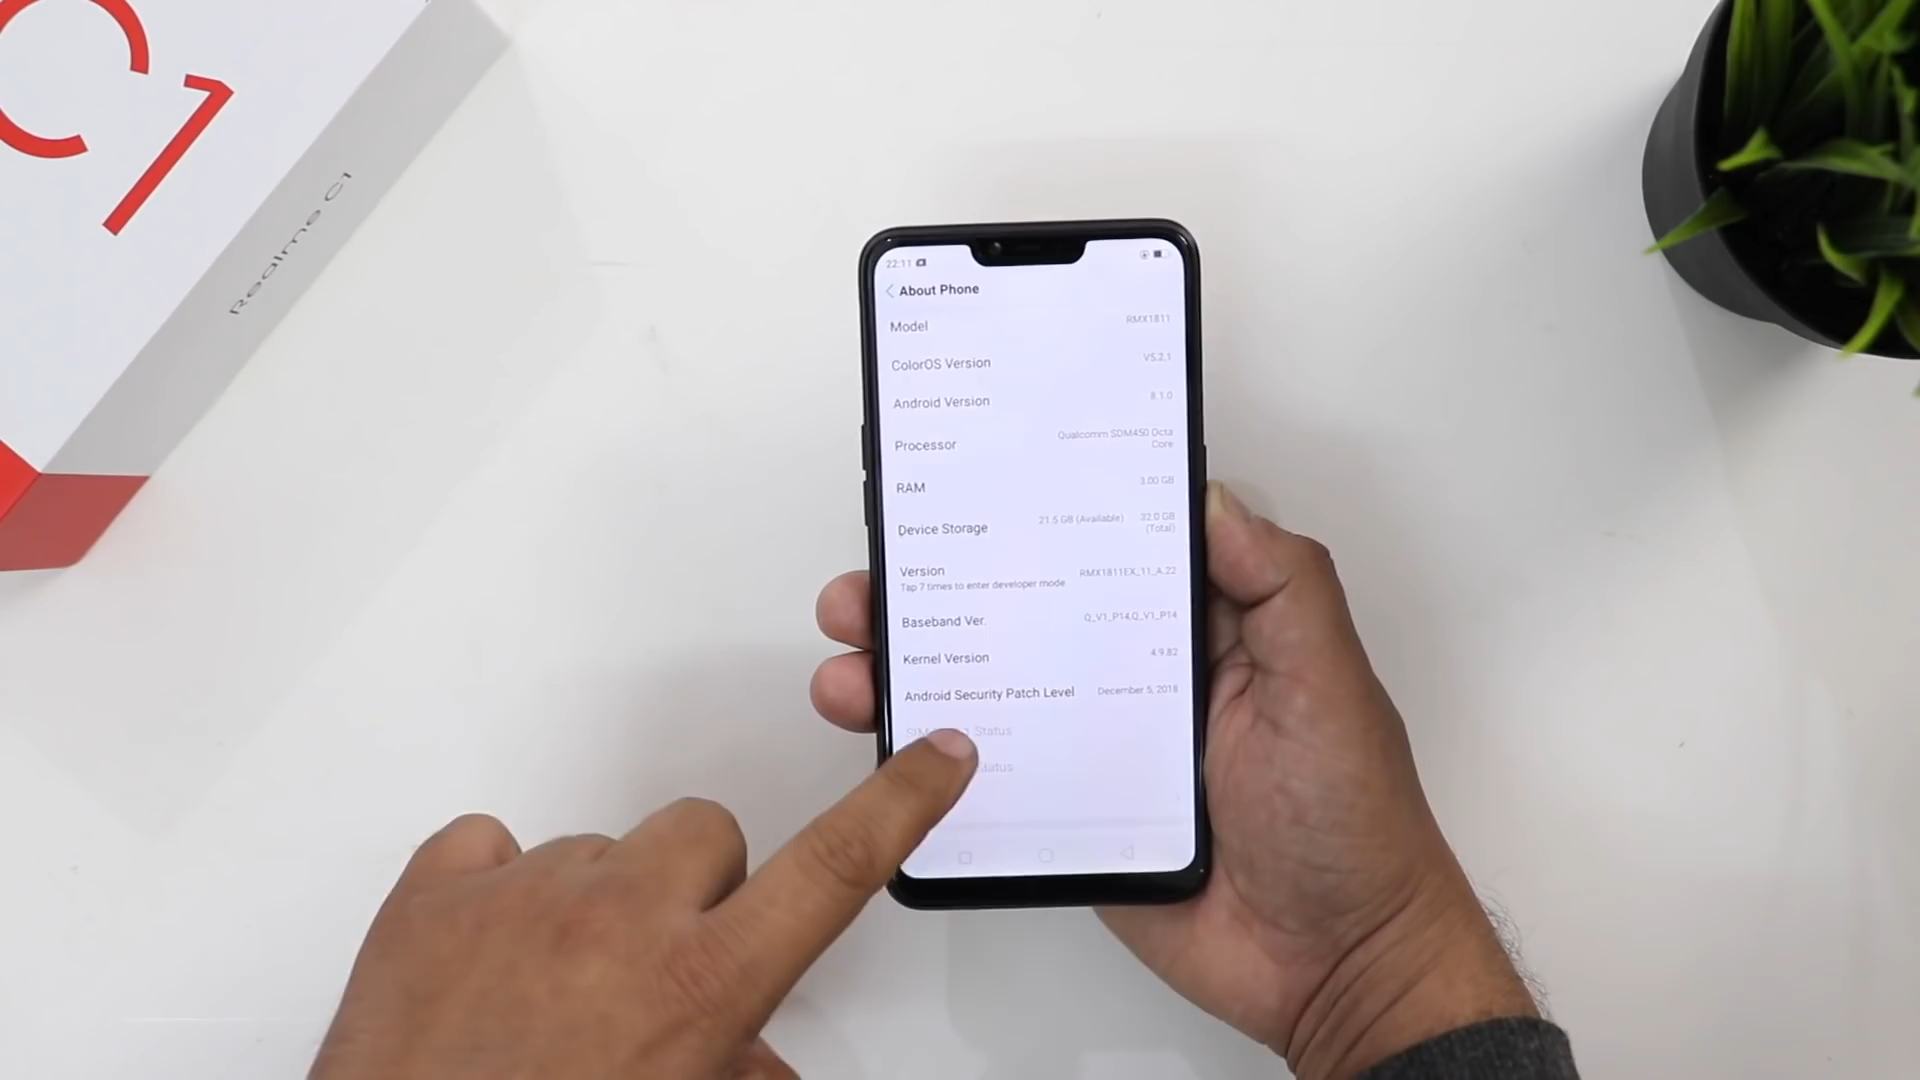 C1
Realme C1
22:11
About Phone
Model RMX1811
ColorOS Version V5.2.1
Android Version 8.1.0
Processor Qualcomm SDM450 Octa
Core
RAM 3.00 GB
Device Storage 21.5 GB (Available) 32.0 GB
(Total)
Version RMX1811EX_11_A.22
Tap 7 times to enter developer mode
Baseband Ver. Q_V1_P14,Q_V1_P14
Kernel Version 4.9.82
Android Security Patch Level December 5, 2018
SIM Status
Status